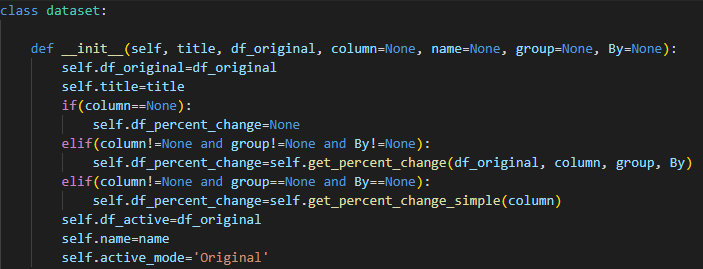 class dataset:
def __init__(self, title, df_original, column=None, name=None, group=None, By=None):
self.df_original=df_original
self.title=title
if(column==None):
self.df_percent_change=None
elif(column!=None and group!=None and By!=None):
self.df_percent_change=self.get_percent_change(df_original, column, group, By)
elif(column!=None and group==None and By==None):
self.df_percent_change=self.get_percent_change_simple(column)
self.df_active=df_original
self.name=name
self.active_mode='Original'